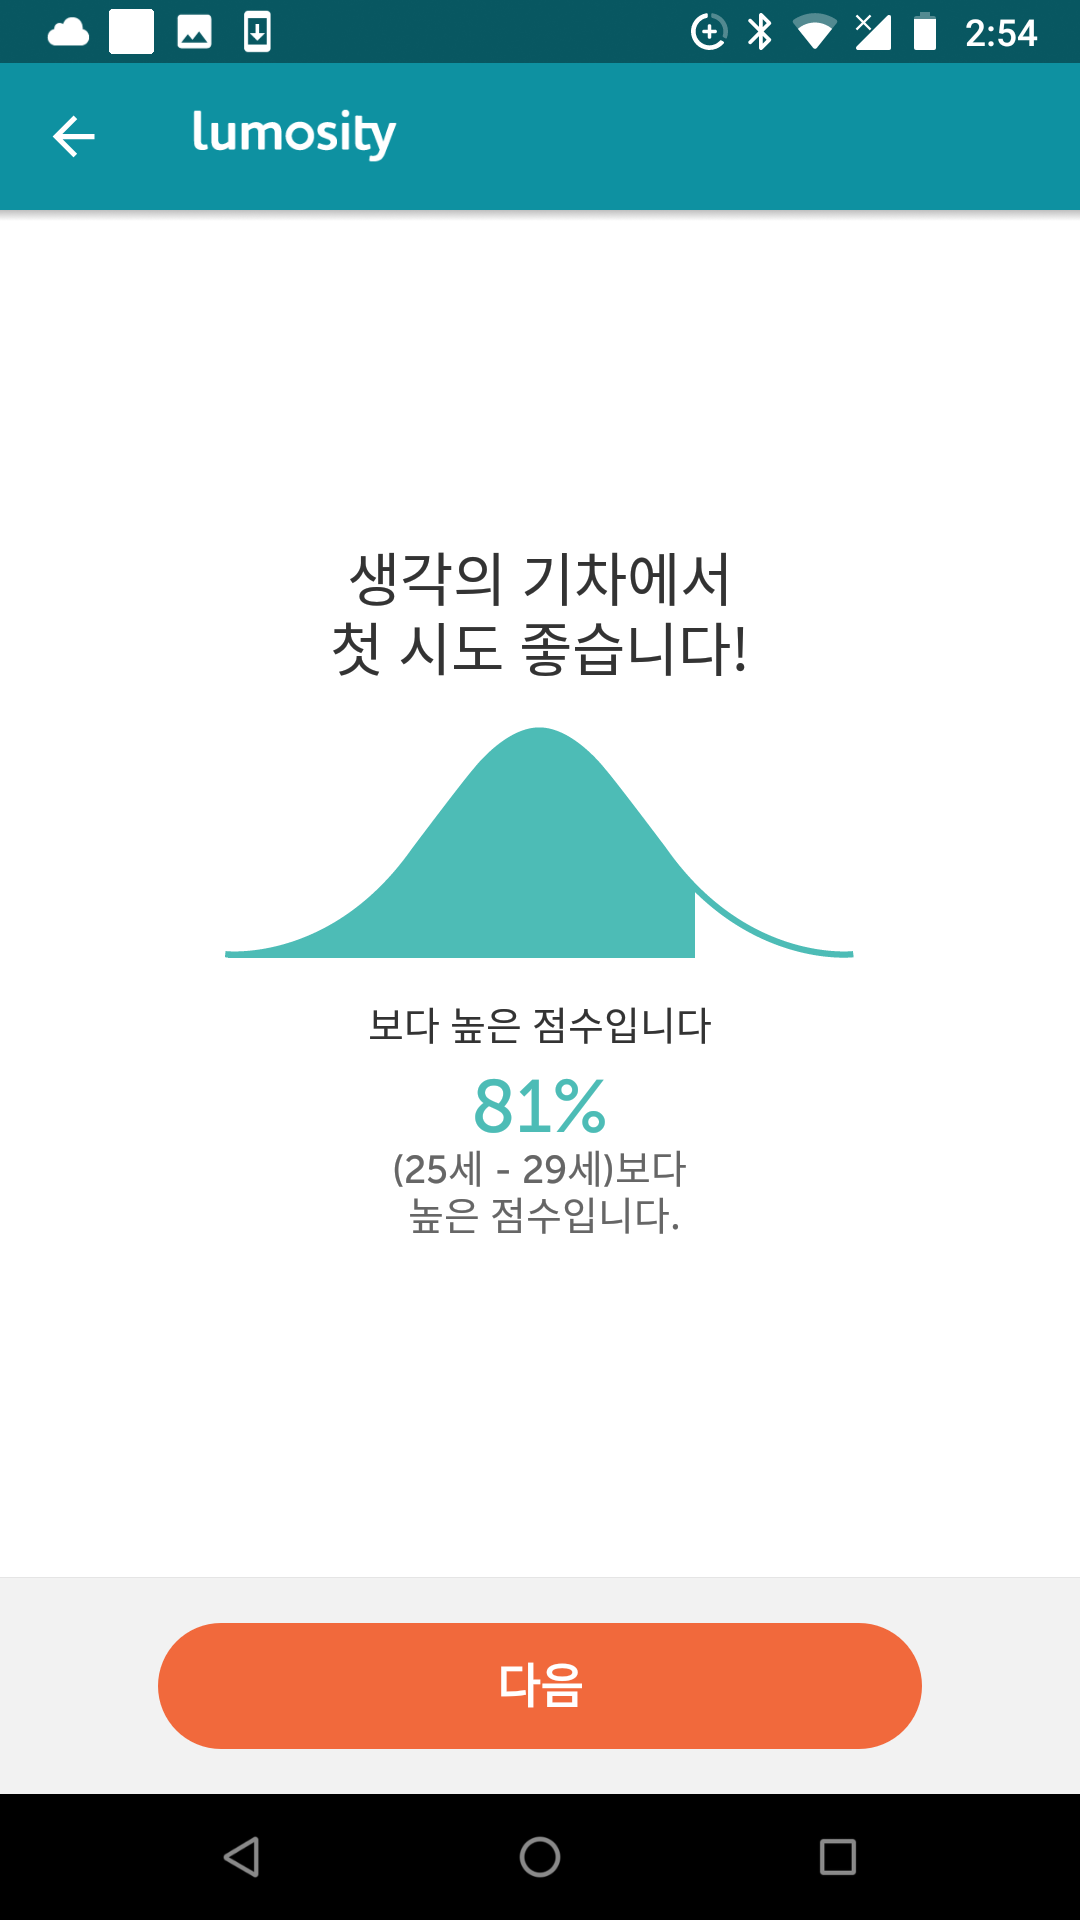 2:54
lumosity
생각의 기차에서
첫 시도 좋습니다!
보다 높은 점수입니다
81%
(25세 - 29세)보다
높은 점수입니다.
다음